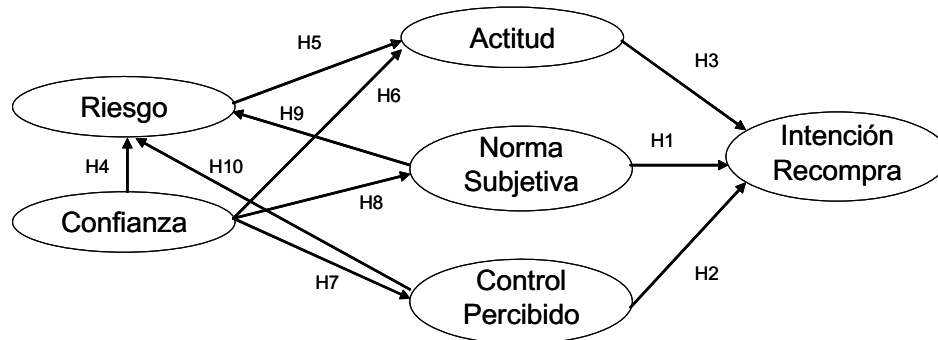 Actitud
H5
H3
H6
Riesgo
H9
H1
Norma
Subjetiva
Intención
Recompra
H4
H10
H8
Confianza
H7
Control
Percibido
H2